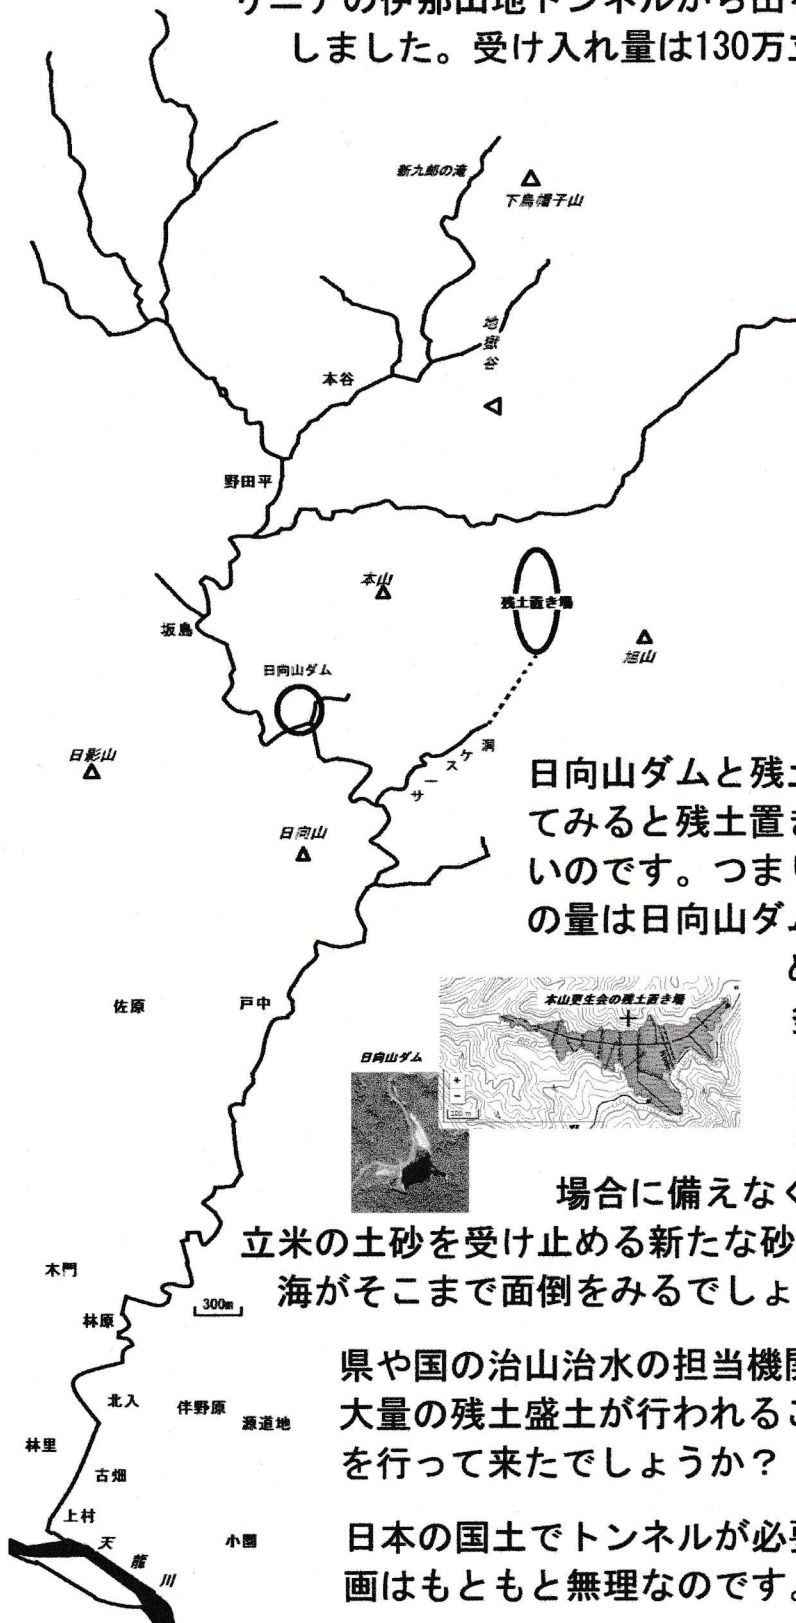 しました。受け入れ量は130万立
新九郎の滝
下烏帽子山
地獄谷
本谷
野田平
本山
残土置き場
坂島
旭山
日向山ダム
サースケ洞
日影山
日向山
日向山ダムと残土
てみると残土置き
いのです。つまり
の量は日向山ダム
佐原
戸中
本山更生会の残土置き場
+
-
100 m
日向山ダム
場合に備えなく
立米の土砂を受け止める新たな砂
海がそこまで面倒をみるでしょ
木門
300m
林原
県や国の治山治水の担当機関
大量の残土盛土が行われるこ
を行って来たでしょうか？
北入
伴野原
源道地
林里
古畑
上村
小園
天龍川
日本の国土でトンネルが必要
画はもともと無理なのです。